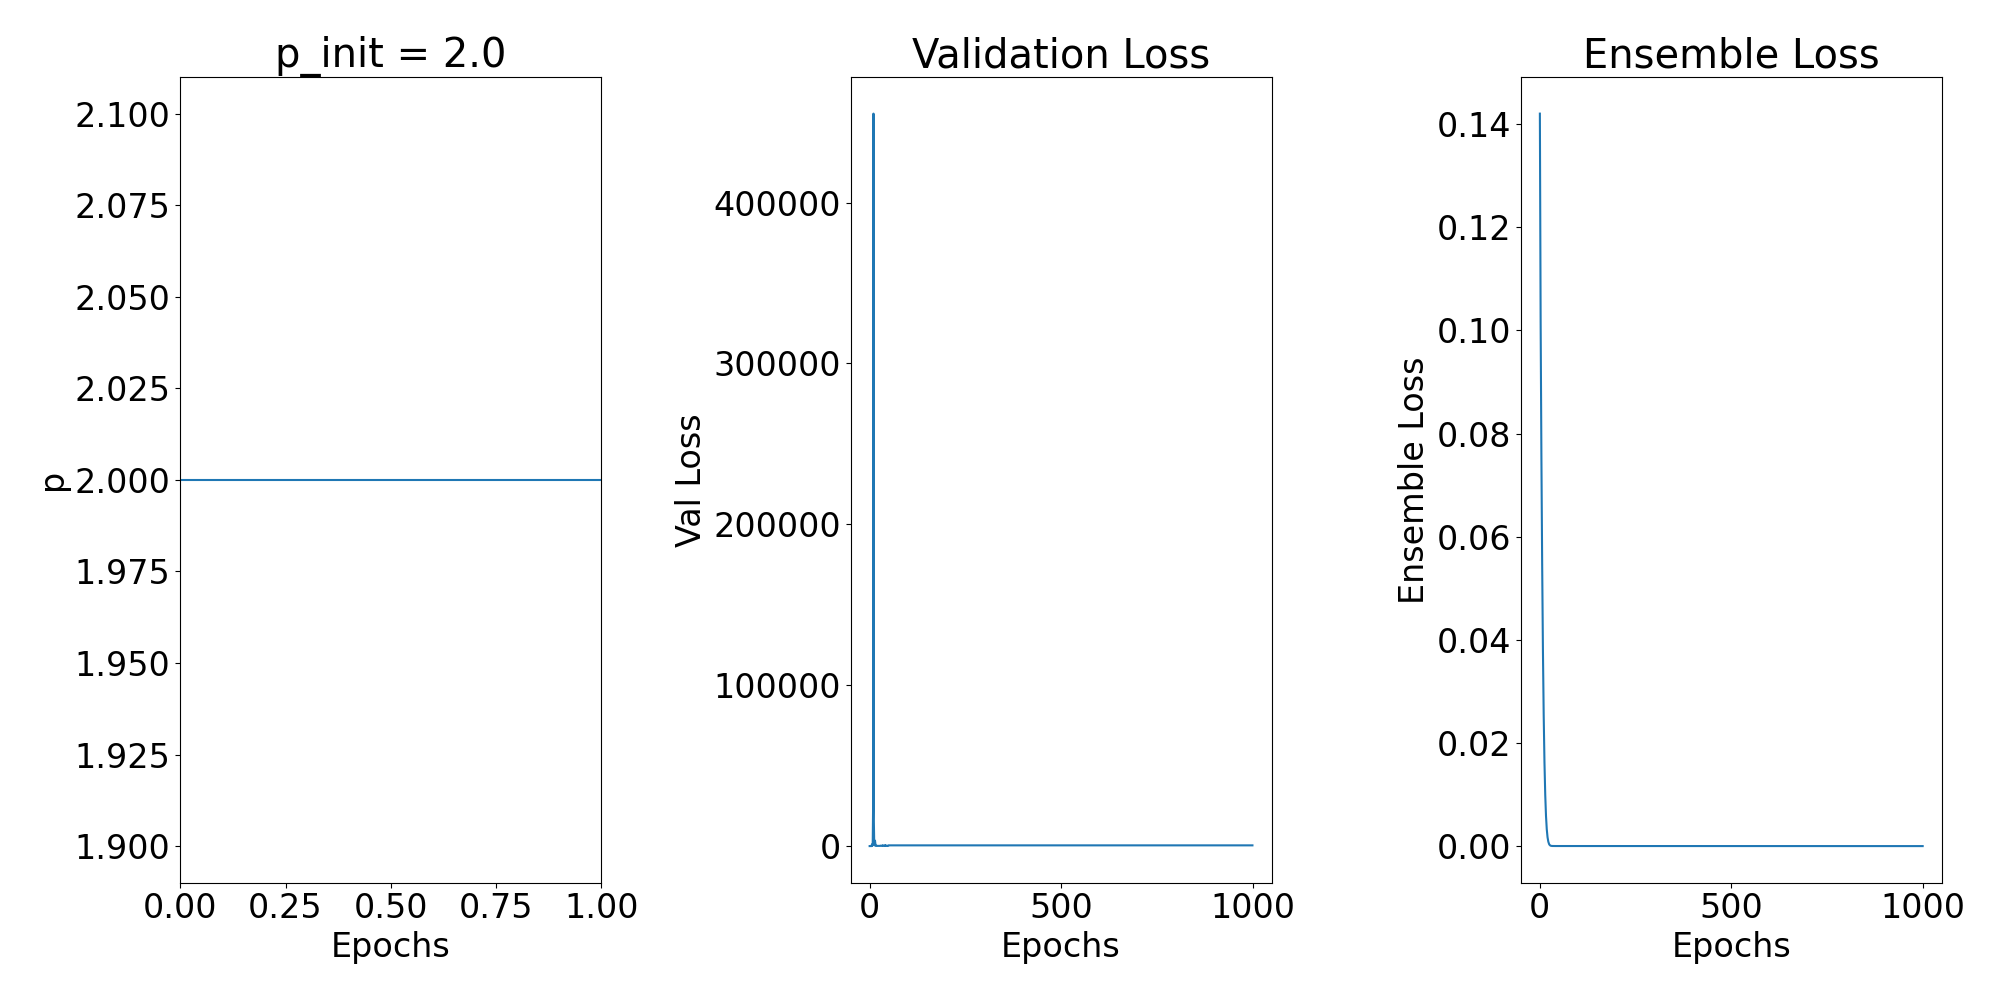 p_init = 2.0
2.100
2.075
2.050
2.025
2.000
1.975
1.950
1.925
1.900
p
0.00 0.25 0.50 0.75 1.00
Epochs
Validation Loss
400000
300000
200000
100000
0
Val Loss
0 500 1000
Epochs
Ensemble Loss
0.14
0.12
0.10
0.08
0.06
0.04
0.02
0.00
Ensemble Loss
0 500 1000
Epochs